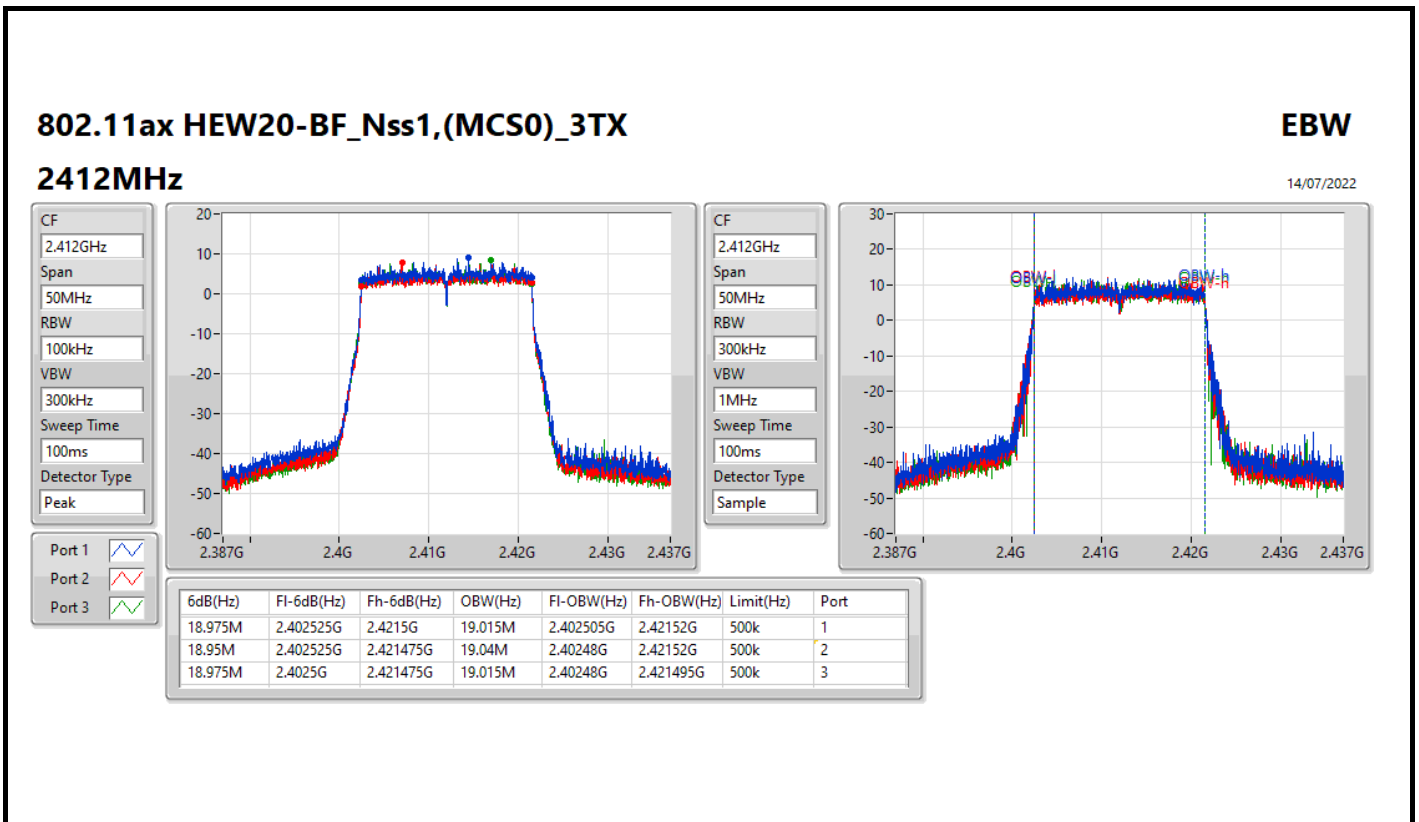 802.11ax HEW20-BF_Nss1,(MCS0)_3TX
EBW
2412MHz
14/07/2022
CF
2.412GHz
Span
50MHz
RBW
100kHz
VBW
300kHz
Sweep Time
100ms
Detector Type
Peak
20
10
0
-10
-20
-30
-40
-50
-60
2.387G 2.4G 2.41G 2.42G 2.43G 2.437G
CF
2.412GHz
Span
50MHz
RBW
300kHz
VBW
1MHz
Sweep Time
100ms
Detector Type
Sample
30
20
10
0
-10
-20
-30
-40
-50
-60
OBW-l OBW-h
2.387G 2.4G 2.41G 2.42G 2.43G 2.437G
Port 1
Port 2
Port 3
6dB(Hz) Fl-6dB(Hz) Fh-6dB(Hz) OBW(Hz) Fl-OBW(Hz) Fh-OBW(Hz) Limit(Hz) Port
18.975M 2.402525G 2.4215G 19.015M 2.402505G 2.42152G 500k 1
18.95M 2.402525G 2.421475G 19.04M 2.40248G 2.42152G 500k 2
18.975M 2.4025G 2.421475G 19.015M 2.40248G 2.421495G 500k 3